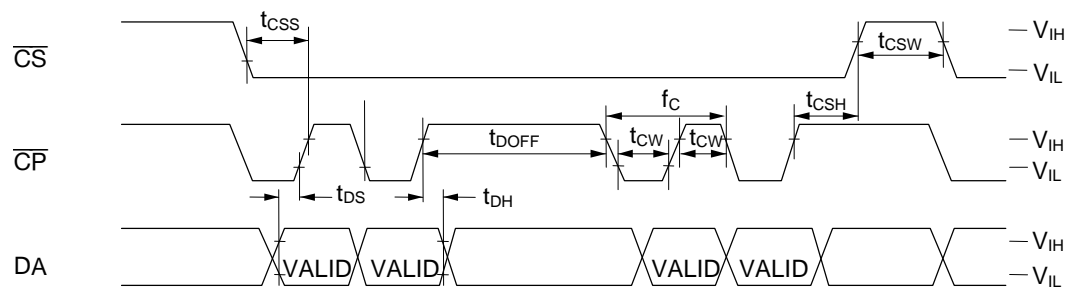 tCSS
VIH
tCSW
CS
VIL
fC
tCSH
tDOFF
tCW
tCW
VIH
CP
VIL
tDS
tDH
VIH
DA
VALID
VALID
VALID
VALID
VIL